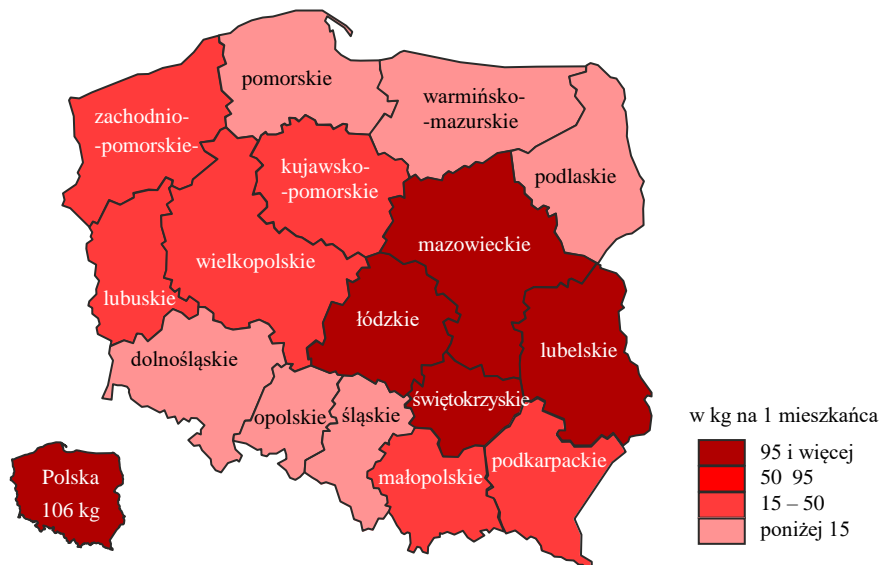 pomorskie
warmińsko-
-mazurskie
zachodnio-
-pomorskie-
kujawsko-
-pomorskie
podlaskie
mazowieckie
wielkopolskie
lubuskie
łódzkie
lubelskie
dolnośląskie
świętokrzyskie
opolskie
śląskie
małopolskie
podkarpackie
Polska
106 kg
w kg na 1 mieszkańca
95 i więcej
50 95
15 – 50
poniżej 15